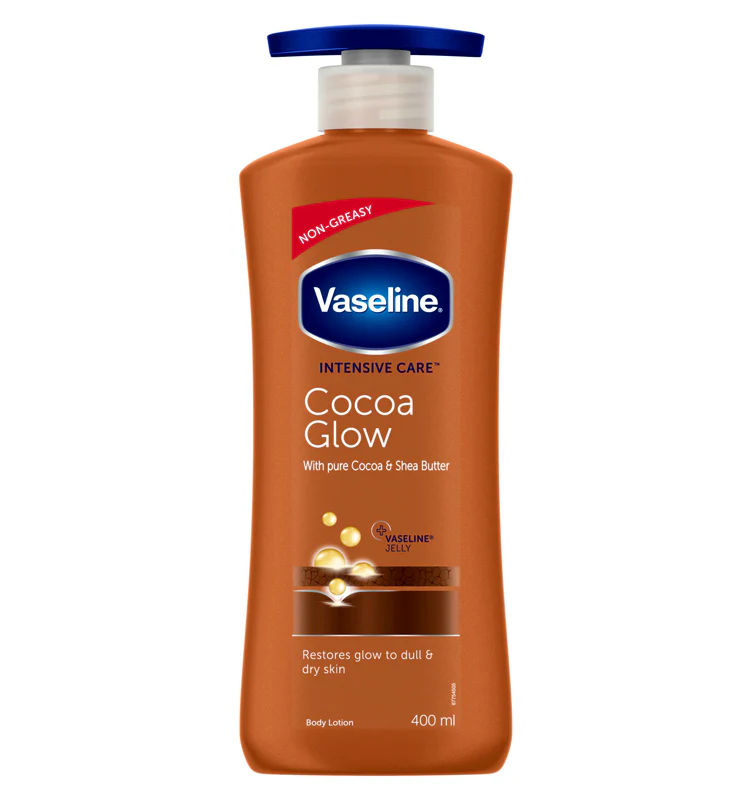 NON-GREASY
Vaseline®
INTENSIVE CARE™
Cocoa
Glow
With pure Cocoa & Shea Butter
VASELINE®
JELLY
Restores glow to dull &
dry skin
Body Lotion 400 ml